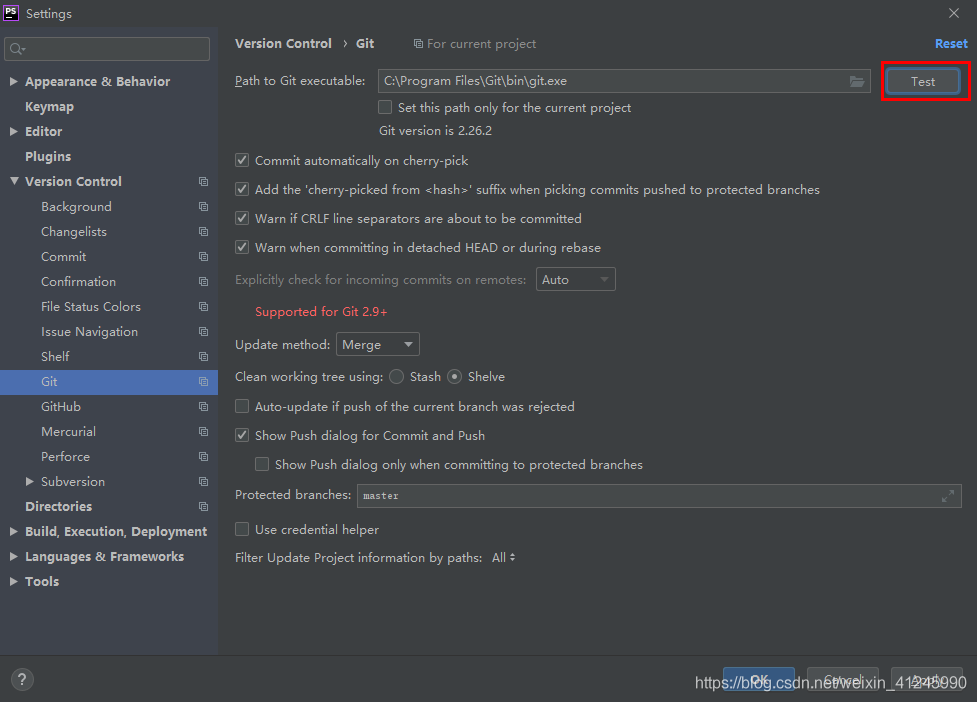 PS Settings
Appearance & Behavior
Keymap
Editor
Plugins
Version Control
Background
Changelists
Commit
Confirmation
File Status Colors
Issue Navigation
Shelf
Git
GitHub
Mercurial
Perforce
Subversion
Directories
Build, Execution, Deployment
Languages & Frameworks
Tools
Version Control › Git For current project Reset
Path to Git executable: C:\Program Files\Git\bin\git.exe Test
Set this path only for the current project
Git version is 2.26.2
Commit automatically on cherry-pick
Add the 'cherry-picked from <hash>' suffix when picking commits pushed to protected branches
Warn if CRLF line separators are about to be committed
Warn when committing in detached HEAD or during rebase
Explicitly check for incoming commits on remotes: Auto
Supported for Git 2.9+
Update method: Merge
Clean working tree using: Stash Shelve
Auto-update if push of the current branch was rejected
Show Push dialog for Commit and Push
Show Push dialog only when committing to protected branches
Protected branches: master
Use credential helper
Filter Update Project information by paths: All
? OK Cancel Apply
https://blog.csdn.net/weixin_41245990